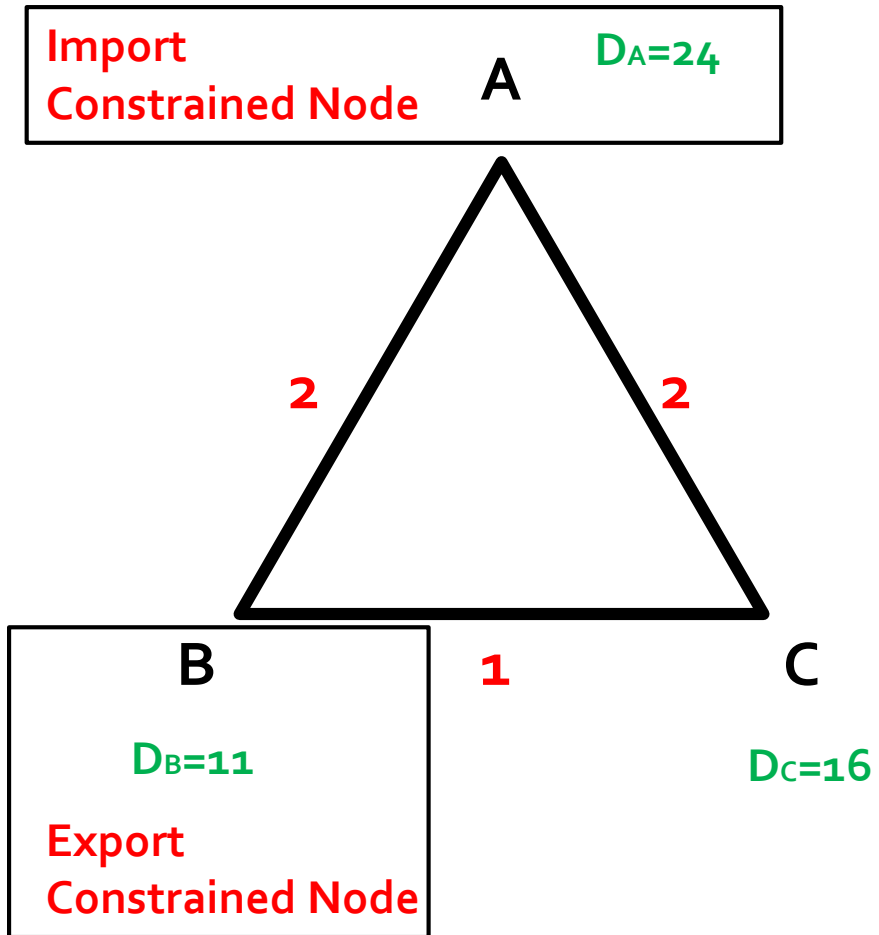 Import
Constrained Node
A
DA=24
2
2
B
1
C
DB=11
DC=16
Export
Constrained Node